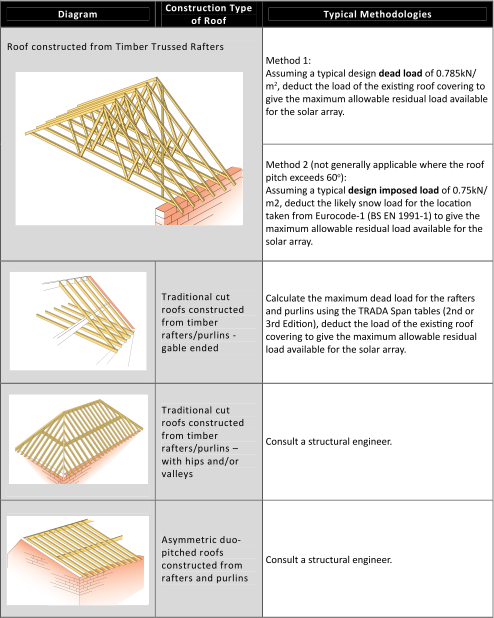 Diagram
Construction Type
of Roof
Typical Methodologies
Roof constructed from Timber Trussed Rafters
Method 1:
Assuming a typical design dead load of 0.785kN/
m², deduct the load of the existing roof covering to
give the maximum allowable residual load available
for the solar array.
Method 2 (not generally applicable where the roof
pitch exceeds 60°):
Assuming a typical design imposed load of 0.75kN/
m2, deduct the likely snow load for the location
taken from Eurocode-1 (BS EN 1991-1) to give the
maximum allowable residual load available for the
solar array.
Traditional cut
roofs constructed
from timber
rafters/purlins -
gable ended
Calculate the maximum dead load for the rafters
and purlins using the TRADA Span tables (2nd or
3rd Edition), deduct the load of the existing roof
covering to give the maximum allowable residual
load available for the solar array.
Traditional cut
roofs constructed
from timber
rafters/purlins –
with hips and/or
valleys
Consult a structural engineer.
Asymmetric duo-
pitched roofs
constructed from
rafters and purlins
Consult a structural engineer.